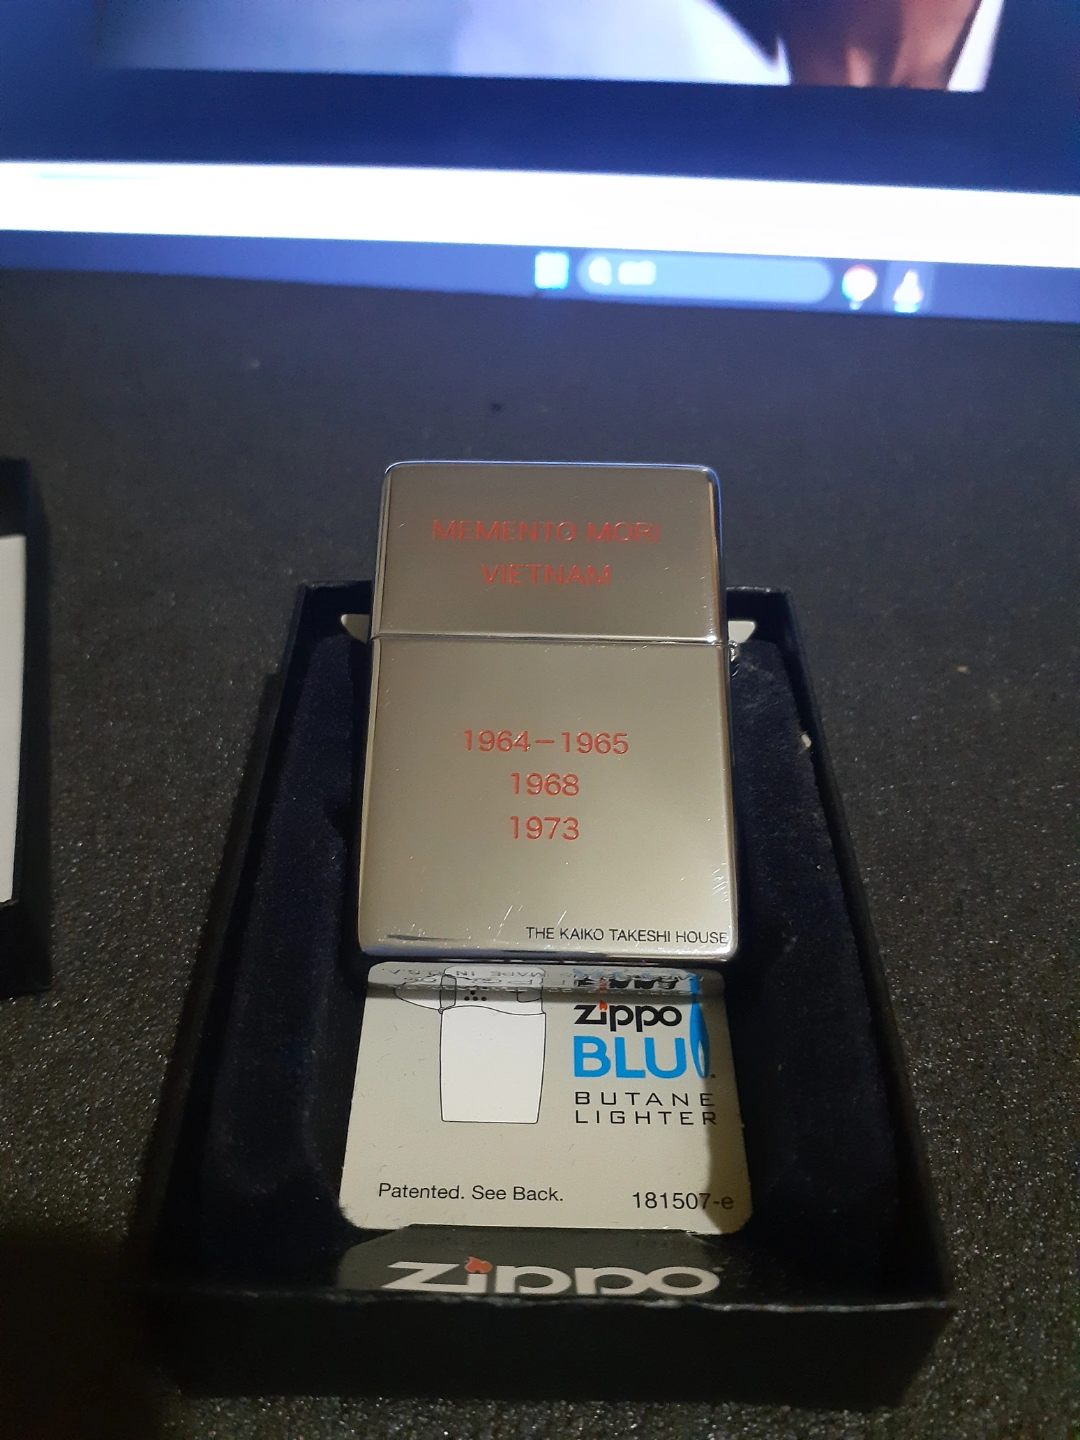 MEMENTO MORI
VIETNAM
1964–1965
1968
1973
THE KAIKO TAKESHI HOUSE
zippo
BLU
BUTANE
LIGHTER
Patented. See Back.
181507-e
zippo